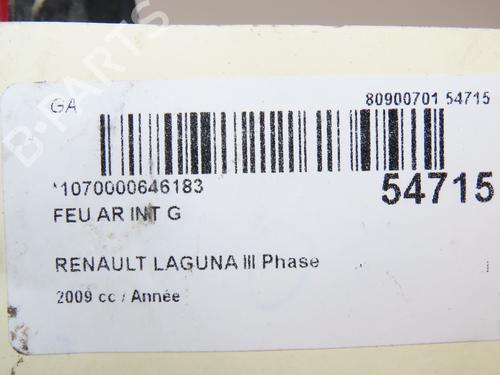 B-PARTS
GA
80900701 54715
*1070000646183
54715
FEU AR INT G
RENAULT LAGUNA III Phase
2009 cc / Année